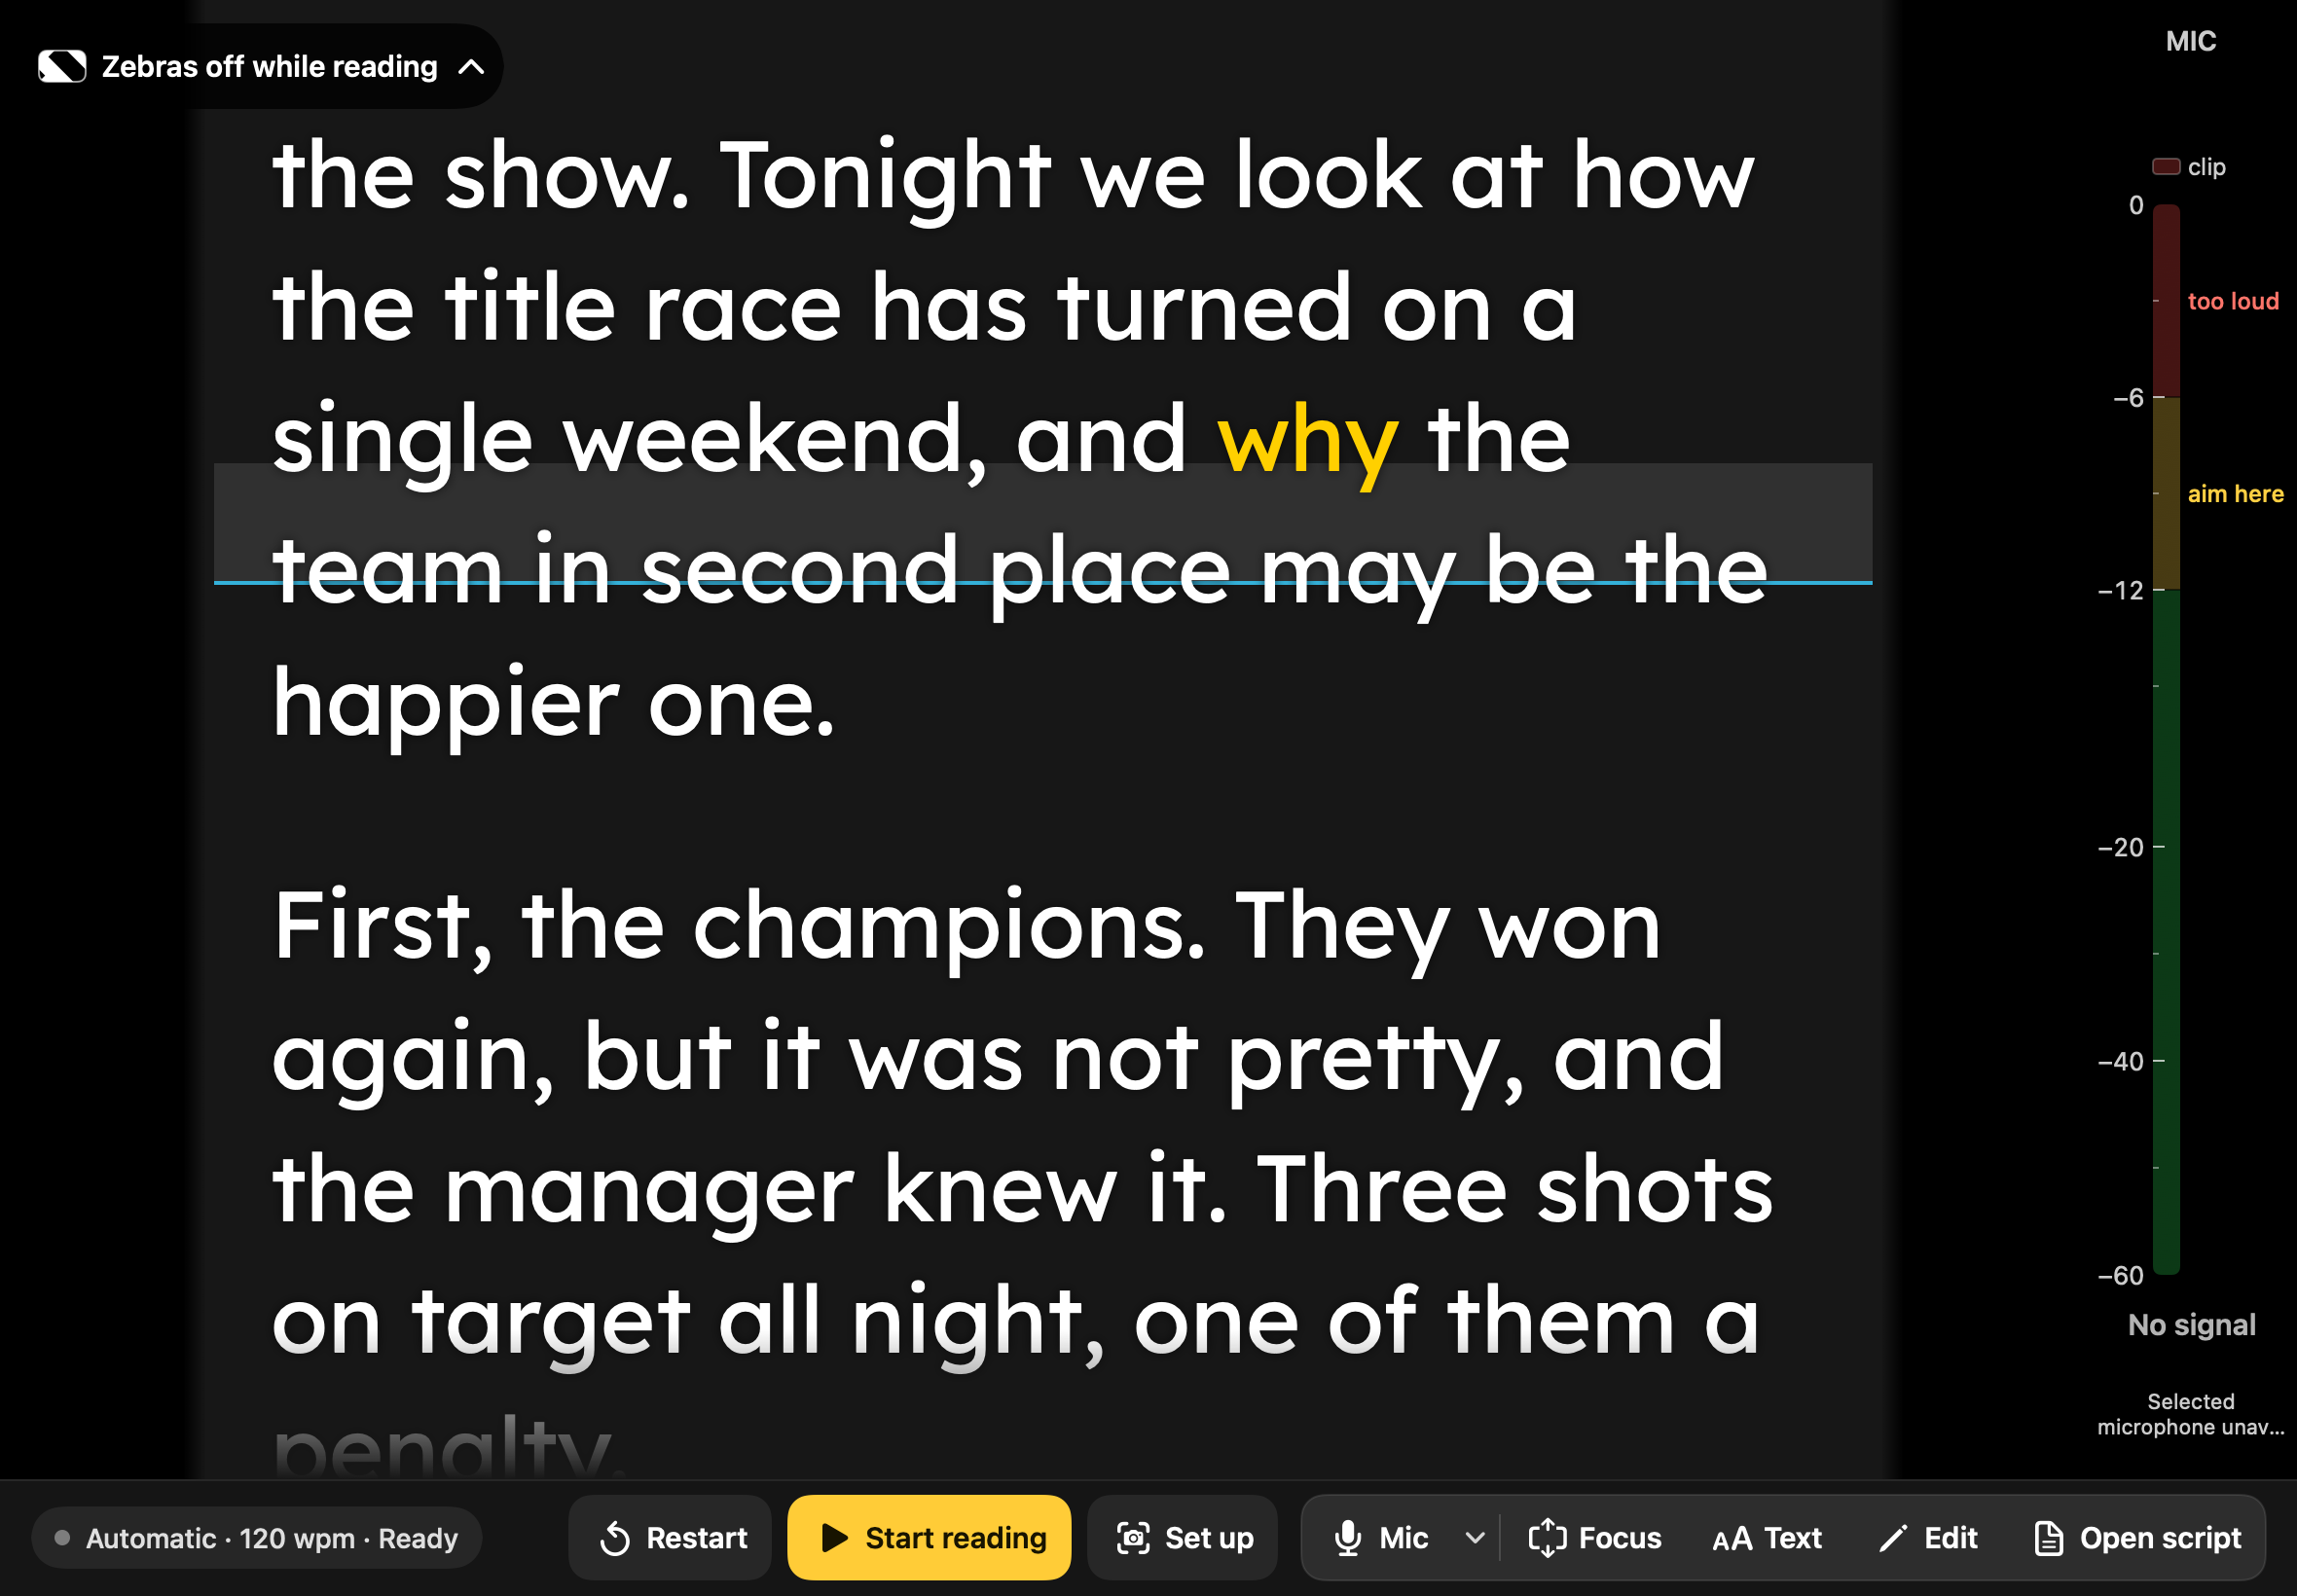 Zebras off while reading
MIC
clip
0
too loud
−6
aim here
−12
−20
−40
−60
No signal
Selected
microphone unav...
the show. Tonight we look at how
the title race has turned on a
single weekend, and why the
team in second place may be the
happier one.
First, the champions. They won
again, but it was not pretty, and
the manager knew it. Three shots
on target all night, one of them a
penalty.
Automatic · 120 wpm · Ready
Restart
Start reading
Set up
Mic
Focus
AA Text
Edit
Open script